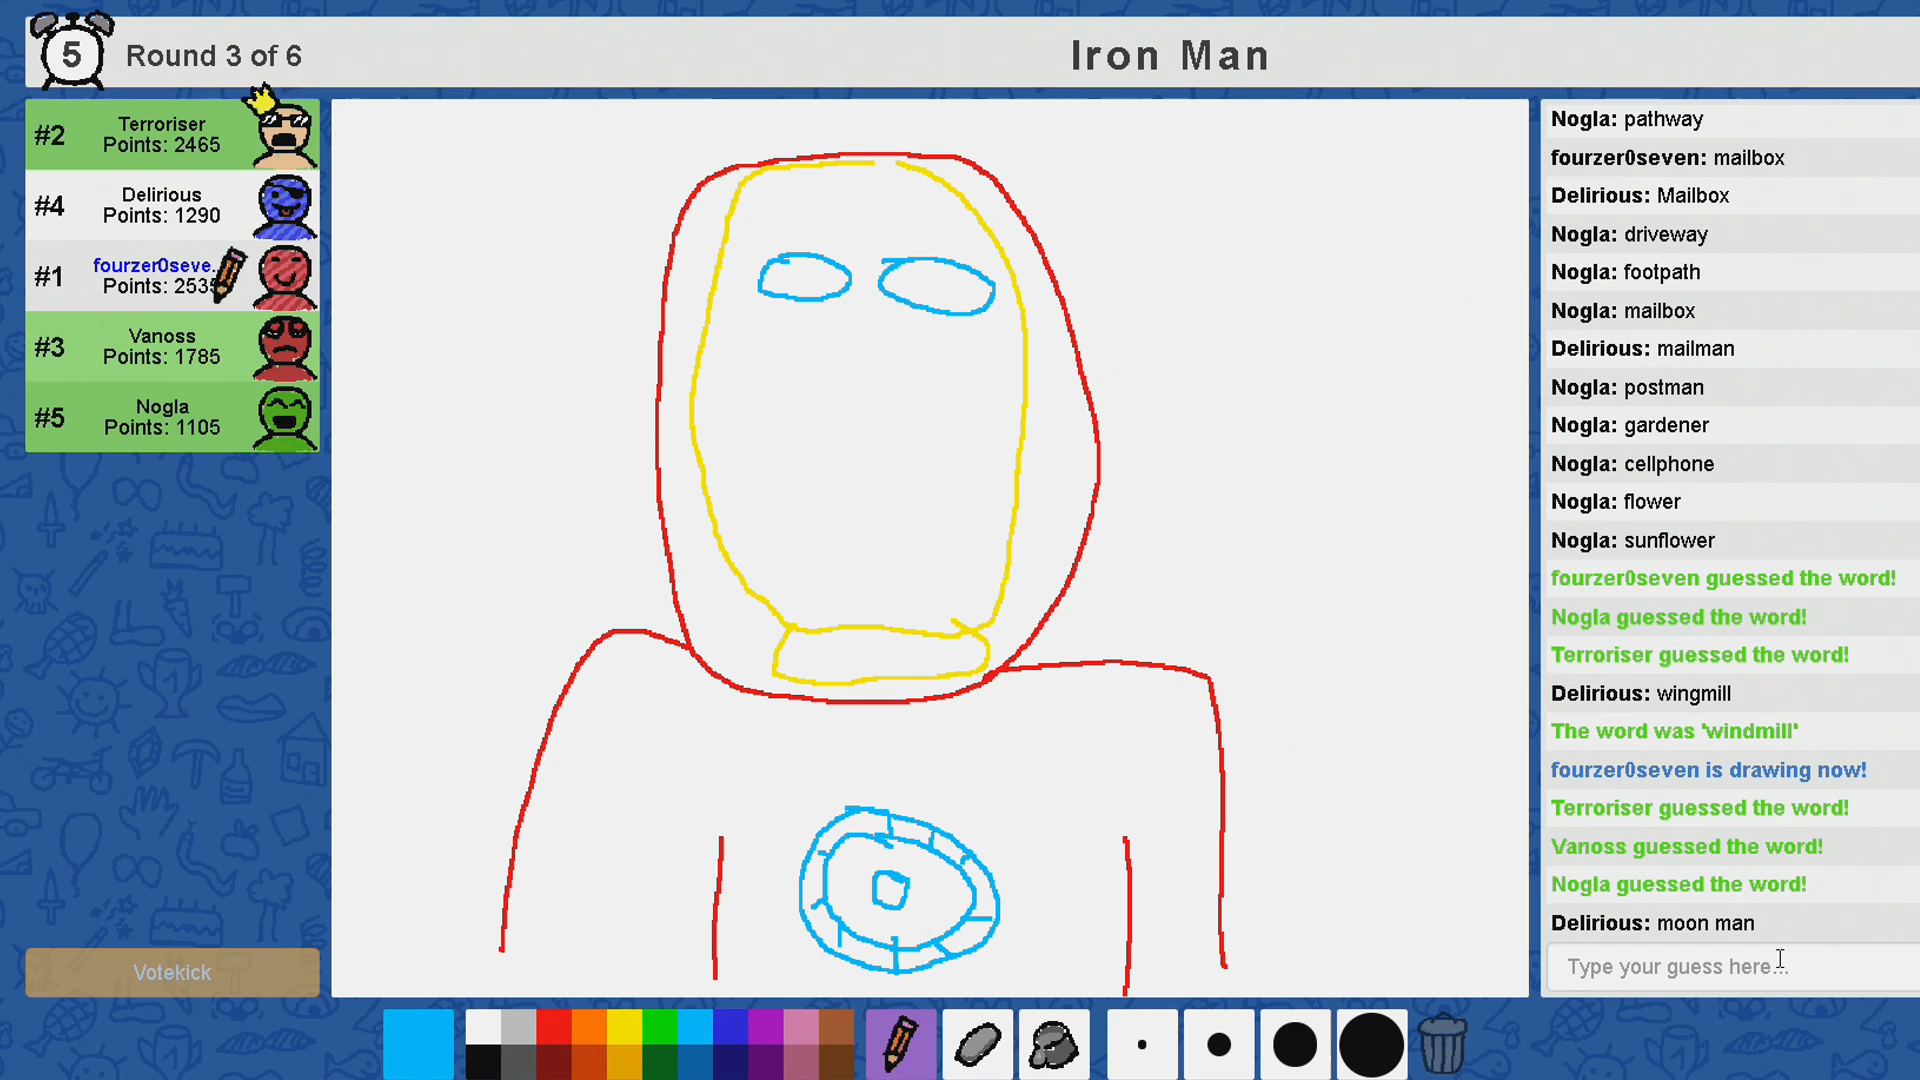 5
Round 3 of 6
Iron Man
#2
Terroriser
Points: 2465
#4
Delirious
Points: 1290
#1
fourzer0seve.
Points: 2535
#3
Vanoss
Points: 1785
#5
Nogla
Points: 1105
Votekick
Nogla: pathway
fourzer0seven: mailbox
Delirious: Mailbox
Nogla: driveway
Nogla: footpath
Nogla: mailbox
Delirious: mailman
Nogla: postman
Nogla: gardener
Nogla: cellphone
Nogla: flower
Nogla: sunflower
fourzer0seven guessed the word!
Nogla guessed the word!
Terroriser guessed the word!
Delirious: wingmill
The word was 'windmill'
fourzer0seven is drawing now!
Terroriser guessed the word!
Vanoss guessed the word!
Nogla guessed the word!
Delirious: moon man
Type your guess here...